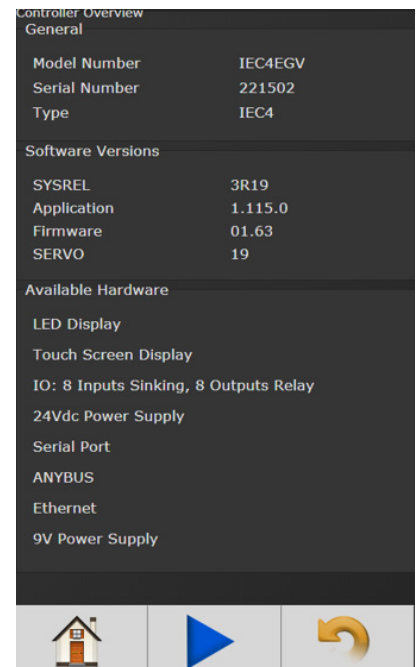 Controller Overview
General
Model Number IEC4EGV
Serial Number 221502
Type IEC4
Software Versions
SYSREL 3R19
Application 1.115.0
Firmware 01.63
SERVO 19
Available Hardware
LED Display
Touch Screen Display
IO: 8 Inputs Sinking, 8 Outputs Relay
24Vdc Power Supply
Serial Port
ANYBUS
Ethernet
9V Power Supply